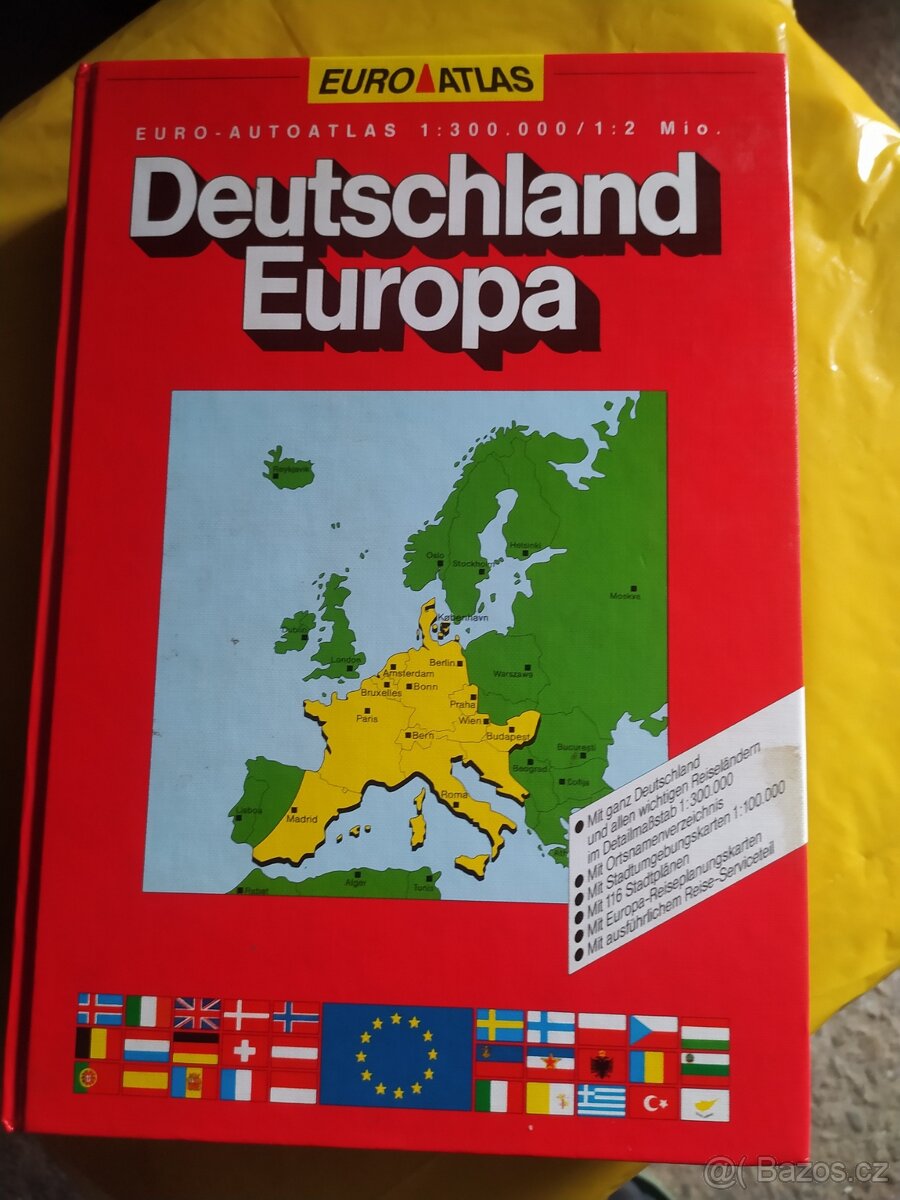 EURO ATLAS
EURO-AUTOATLAS 1:300.000/1:2 Mio.
Deutschland
Europa
Reykjavik
Oslo
Helsinki
Stockholm
Moskva
København
Dublin
London
Berlin
Amsterdam
Warszawa
Bruxelles
Bonn
Praha
Paris
Wien
Bern
Budapest
Bucureşti
Beograd
Sofija
Roma
Lisboa
Madrid
Alger
Tunis
Rabat
● Mit ganz Deutschland
und allen wichtigen Reiseländern
im Detailmaßstab 1:300.000
● Mit Ortsnamenverzeichnis
● Mit Stadtumgebungskarten 1:100.000
● Mit 116 Stadtplänen
● Mit Europa-Reiseplanungskarten
● Mit ausführlichem Reise-Serviceteil
@( Bazos.cz